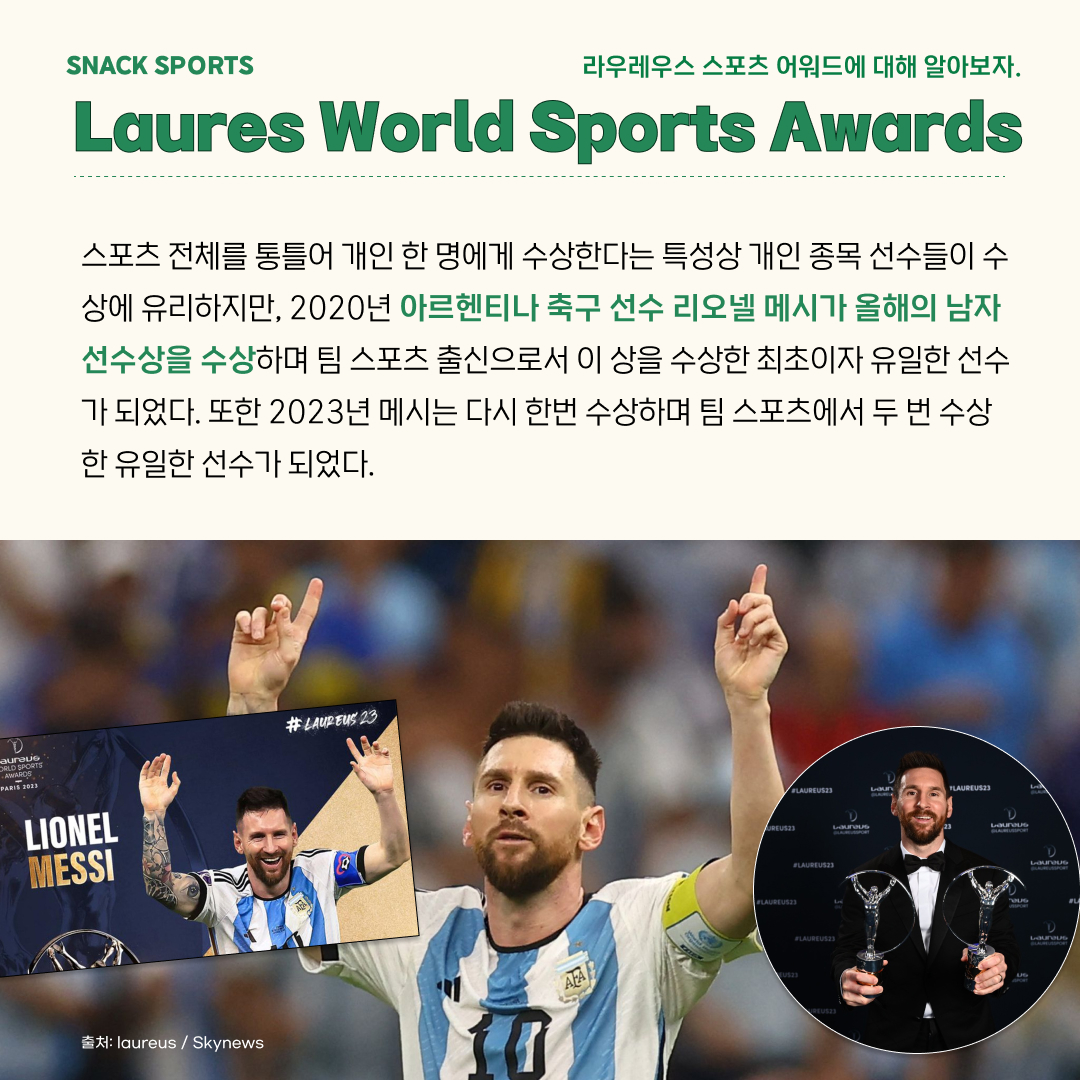 SNACK SPORTS
라우레우스 스포츠 어워드에 대해 알아보자.
Laures World Sports Awards
스포츠 전체를 통틀어 개인 한 명에게 수상한다는 특성상 개인 종목 선수들이 수
상에 유리하지만, 2020년 아르헨티나 축구 선수 리오넬 메시가 올해의 남자
선수상을 수상하며 팀 스포츠 출신으로서 이 상을 수상한 최초이자 유일한 선수
가 되었다. 또한 2023년 메시는 다시 한번 수상하며 팀 스포츠에서 두 번 수상
한 유일한 선수가 되었다.
#LAUREUS 23
WORLD SPORTS
AWARDS
PARIS 2023
LIONEL
MESSI
AFA
AFA
10
#LAUREUS23
LAUREUS
@LAUREUSSPORT
#LAUREUS23
#LAUREUS23
#LAUREUS23
출처: laureus / Skynews